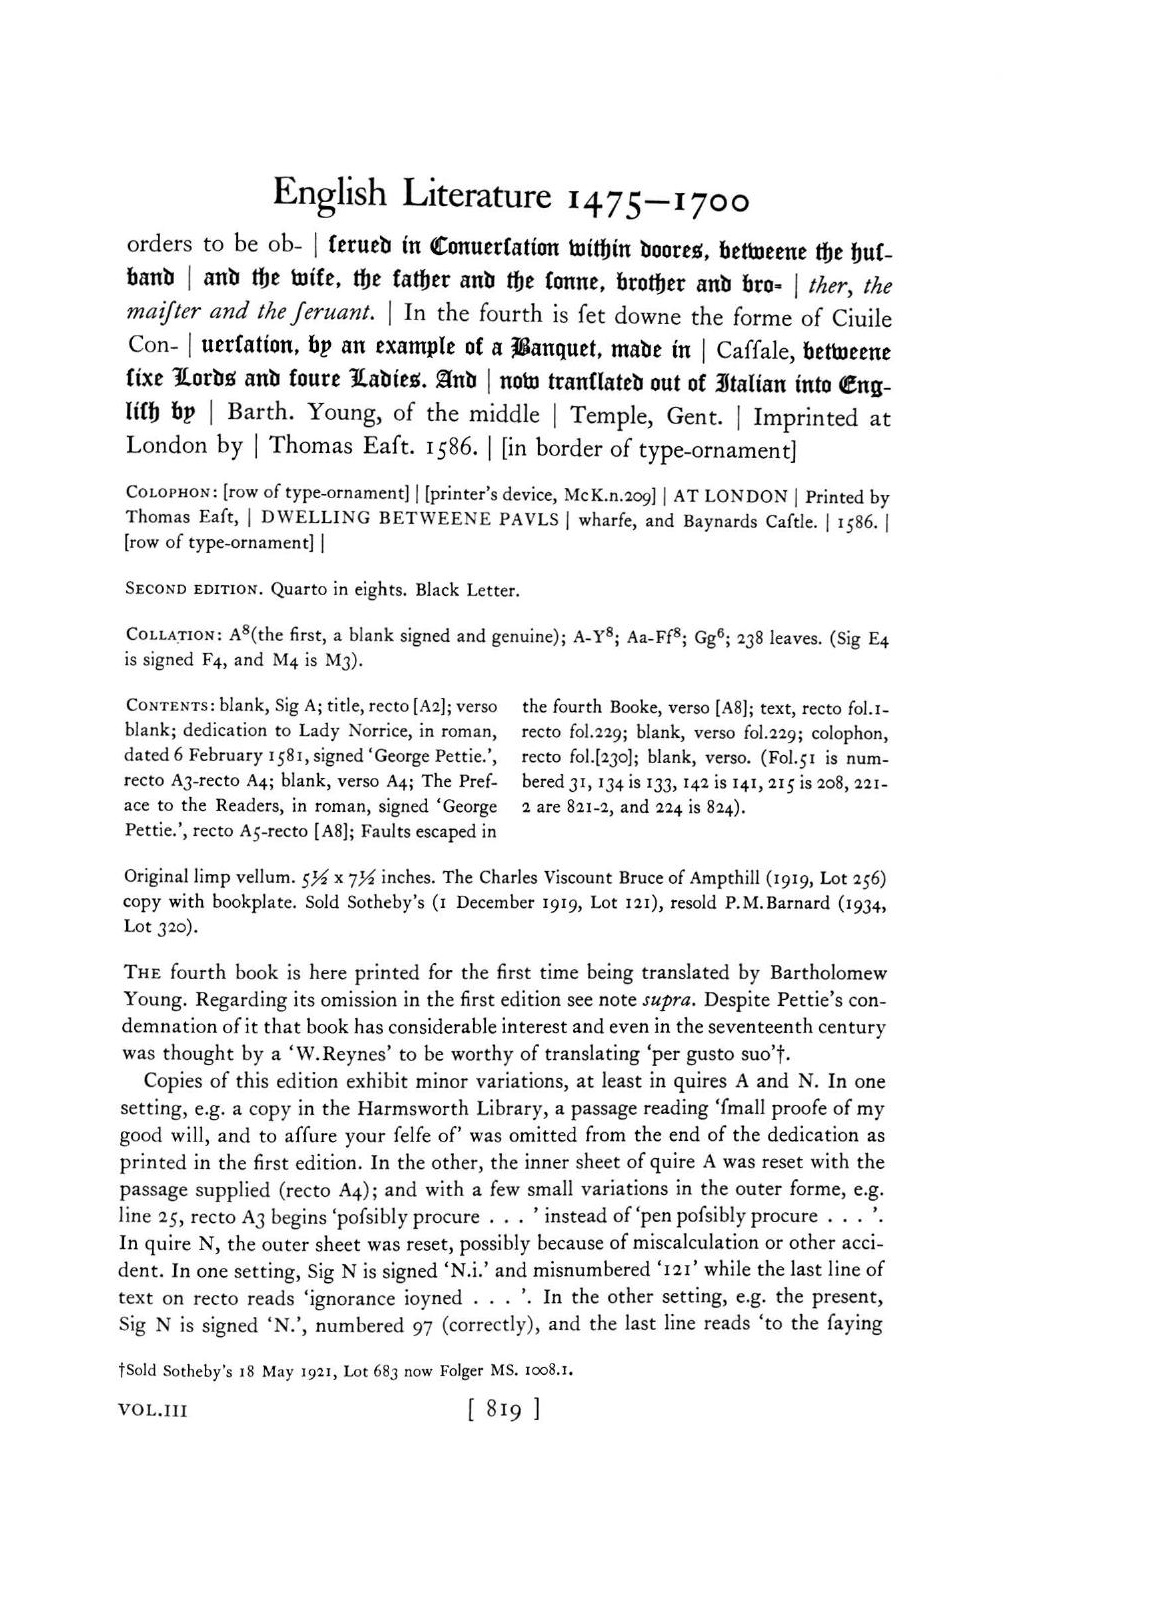 English Literature 1475—1700
orders to be ob- | ſerued in Conuerſation within doores, betweene the huſ-
band | and the wife, the father and the ſonne, brother and bro- | ther, the
maiſter and the ſeruant. | In the fourth is ſet downe the forme of Ciuile
Con- | uerſation, by an example of a Banquet, made in | Caſſale, betweene
ſixe Lords and foure Ladies. And | now tranſlated out of Italian into Eng-
liſh by | Barth. Young, of the middle | Temple, Gent. | Imprinted at
London by | Thomas Eaſt. 1586. | [in border of type-ornament]
COLOPHON: [row of type-ornament] | [printer's device, McK.n.209] | AT LONDON | Printed by
Thomas Eaſt, | DWELLING BETWEENE PAVLS | wharfe, and Baynards Caſtle. | 1586. |
[row of type-ornament] |
SECOND EDITION. Quarto in eights. Black Letter.
COLLATION: A⁸(the first, a blank signed and genuine); A-Y⁸; Aa-Ff⁸; Gg⁶; 238 leaves. (Sig E4
is signed F4, and M4 is M3).
CONTENTS: blank, Sig A; title, recto [A2]; verso
blank; dedication to Lady Norrice, in roman,
dated 6 February 1581, signed 'George Pettie.',
recto A3-recto A4; blank, verso A4; The Pref-
ace to the Readers, in roman, signed 'George
Pettie.', recto A5-recto [A8]; Faults escaped in
the fourth Booke, verso [A8]; text, recto fol.1-
recto fol.229; blank, verso fol.229; colophon,
recto fol.[230]; blank, verso. (Fol.51 is num-
bered 31, 134 is 133, 142 is 141, 215 is 208, 221-
2 are 821-2, and 224 is 824).
Original limp vellum. 5½ x 7½ inches. The Charles Viscount Bruce of Ampthill (1919, Lot 256)
copy with bookplate. Sold Sotheby's (1 December 1919, Lot 121), resold P.M.Barnard (1934,
Lot 320).
THE fourth book is here printed for the first time being translated by Bartholomew
Young. Regarding its omission in the first edition see note supra. Despite Pettie's con-
demnation of it that book has considerable interest and even in the seventeenth century
was thought by a 'W.Reynes' to be worthy of translating 'per gusto suo'†.
Copies of this edition exhibit minor variations, at least in quires A and N. In one
setting, e.g. a copy in the Harmsworth Library, a passage reading 'ſmall proofe of my
good will, and to aſſure your ſelfe of' was omitted from the end of the dedication as
printed in the first edition. In the other, the inner sheet of quire A was reset with the
passage supplied (recto A4); and with a few small variations in the outer forme, e.g.
line 25, recto A3 begins 'poſsibly procure . . . ' instead of 'pen poſsibly procure . . . '.
In quire N, the outer sheet was reset, possibly because of miscalculation or other acci-
dent. In one setting, Sig N is signed 'N.i.' and misnumbered '121' while the last line of
text on recto reads 'ignorance ioyned . . . '. In the other setting, e.g. the present,
Sig N is signed 'N.', numbered 97 (correctly), and the last line reads 'to the ſaying
†Sold Sotheby's 18 May 1921, Lot 683 now Folger MS. 1008.1.
VOL.III [ 819 ]